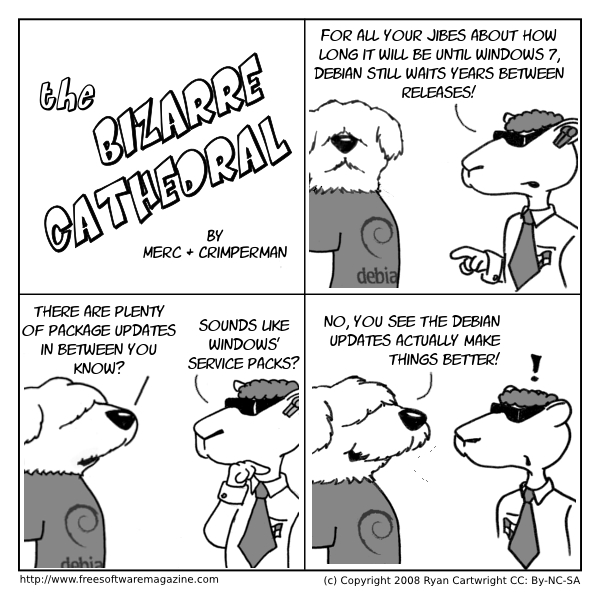 the
BIZARRE
CATHEDRAL
BY
MERC + CRIMPERMAN
FOR ALL YOUR JIBES ABOUT HOW
LONG IT WILL BE UNTIL WINDOWS 7,
DEBIAN STILL WAITS YEARS BETWEEN
RELEASES!
debia
THERE ARE PLENTY
OF PACKAGE UPDATES
IN BETWEEN YOU
KNOW?
SOUNDS LIKE
WINDOWS'
SERVICE PACKS?
debia
NO, YOU SEE THE DEBIAN
UPDATES ACTUALLY MAKE
THINGS BETTER!
!
http://www.freesoftwaremagazine.com
(c) Copyright 2008 Ryan Cartwright CC: By-NC-SA